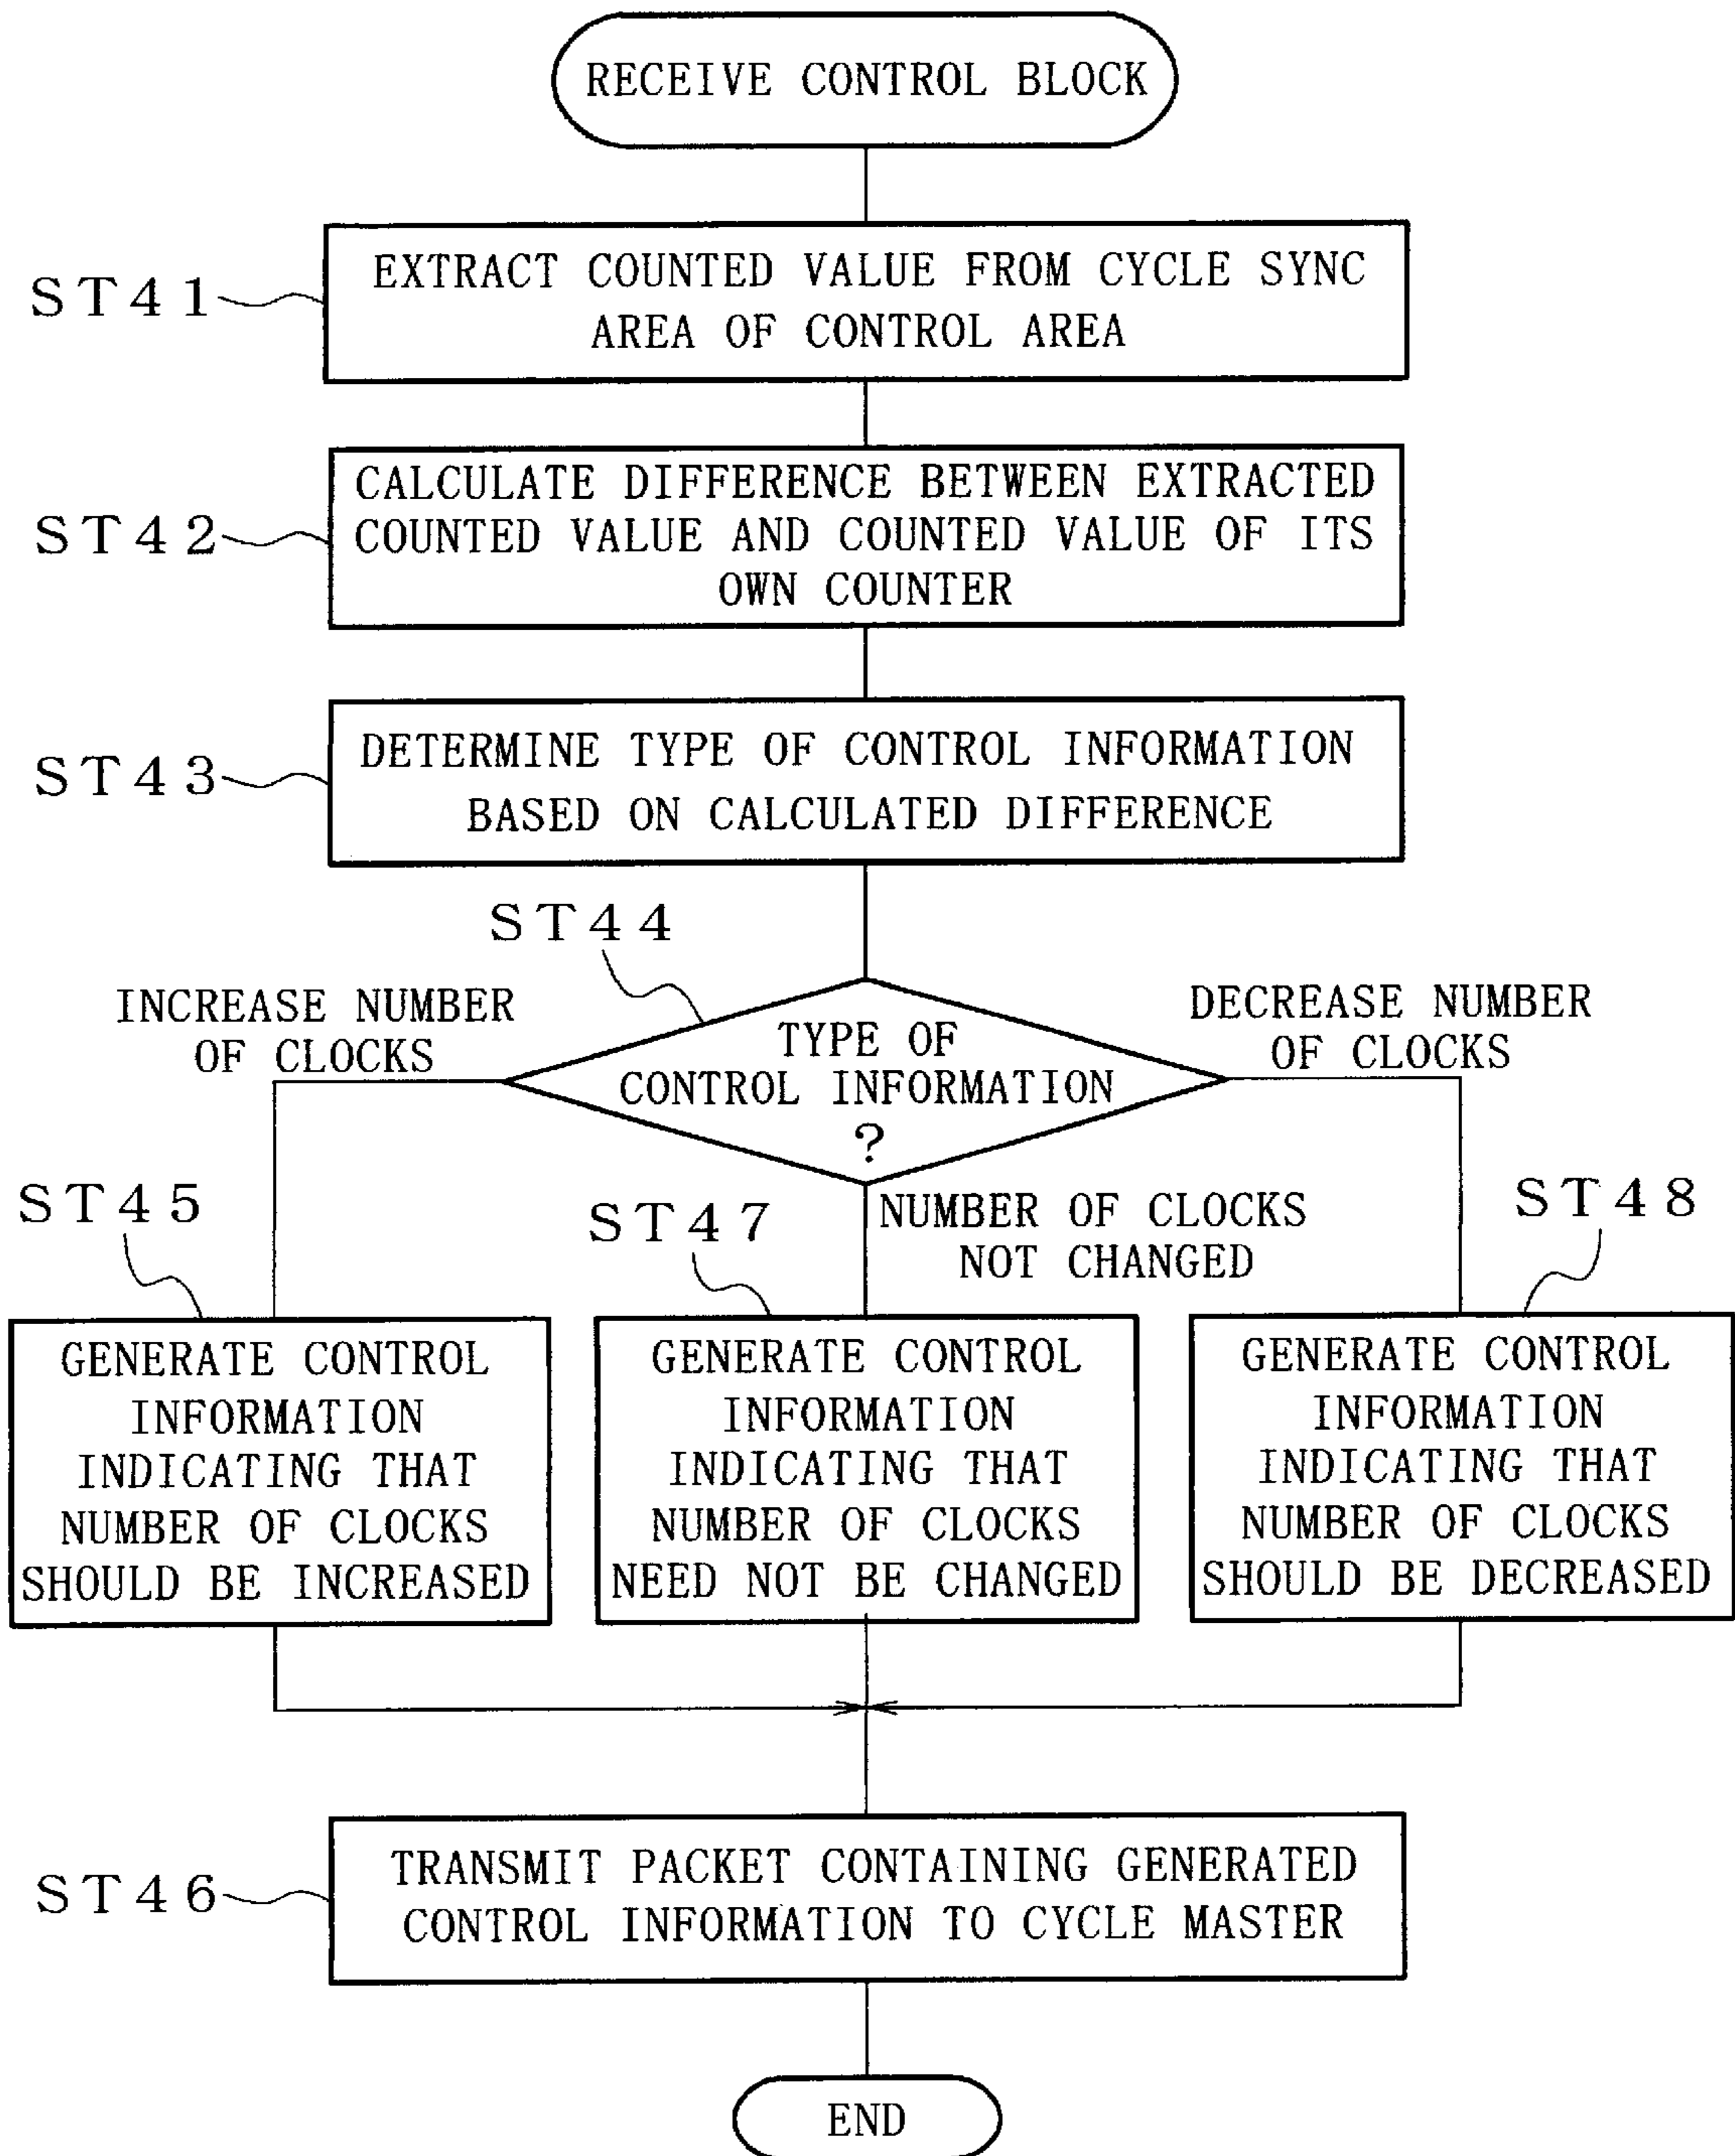 RECEIVE CONTROL BLOCK
ST41
EXTRACT COUNTED VALUE FROM CYCLE SYNC
AREA OF CONTROL AREA
ST42
CALCULATE DIFFERENCE BETWEEN EXTRACTED
COUNTED VALUE AND COUNTED VALUE OF ITS
OWN COUNTER
ST43
DETERMINE TYPE OF CONTROL INFORMATION
BASED ON CALCULATED DIFFERENCE
ST44
TYPE OF
CONTROL INFORMATION
?
INCREASE NUMBER
OF CLOCKS
DECREASE NUMBER
OF CLOCKS
NUMBER OF CLOCKS
NOT CHANGED
ST45
GENERATE CONTROL
INFORMATION
INDICATING THAT
NUMBER OF CLOCKS
SHOULD BE INCREASED
ST47
GENERATE CONTROL
INFORMATION
INDICATING THAT
NUMBER OF CLOCKS
NEED NOT BE CHANGED
ST48
GENERATE CONTROL
INFORMATION
INDICATING THAT
NUMBER OF CLOCKS
SHOULD BE DECREASED
ST46
TRANSMIT PACKET CONTAINING GENERATED
CONTROL INFORMATION TO CYCLE MASTER
END